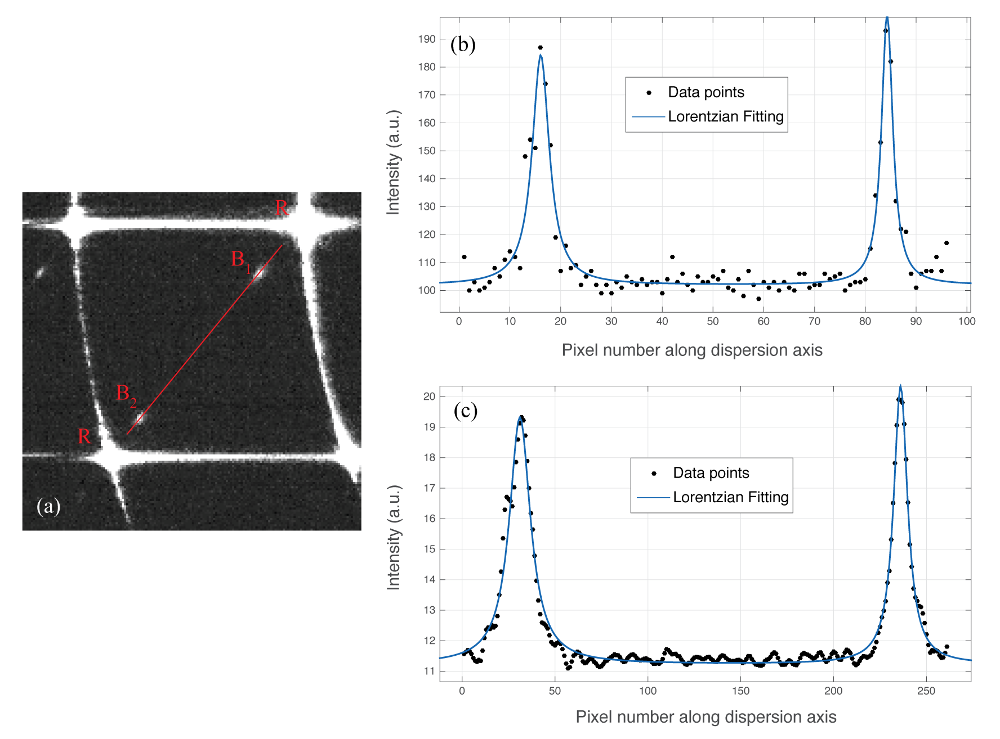 R
B1
B2
R
(a)
(b)
190
180
170
160
150
140
130
120
110
100
Intensity (a.u.)
Data points
Lorentzian Fitting
0 10 20 30 40 50 60 70 80 90 100
Pixel number along dispersion axis
(c)
20
19
18
17
16
15
14
13
12
11
Intensity (a.u.)
Data points
Lorentzian Fitting
0 50 100 150 200 250
Pixel number along dispersion axis